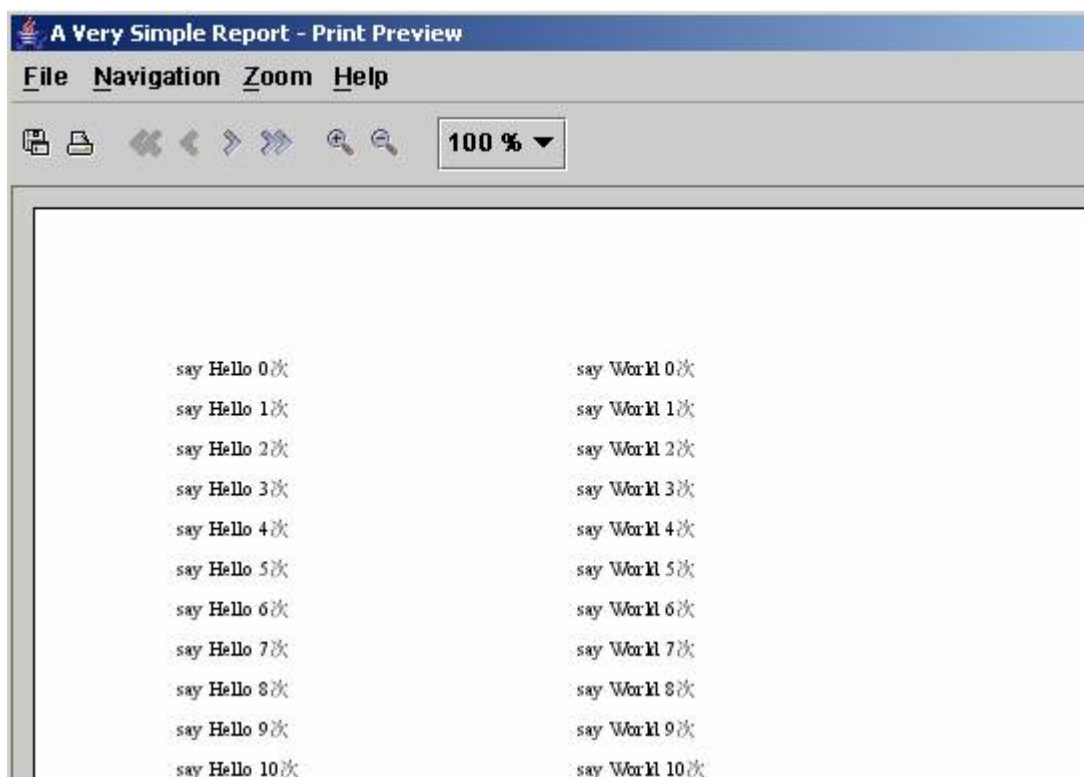 A Very Simple Report - Print Preview
File Navigation Zoom Help
100 %
say Hello 0次 say World 0次
say Hello 1次 say World 1次
say Hello 2次 say World 2次
say Hello 3次 say World 3次
say Hello 4次 say World 4次
say Hello 5次 say World 5次
say Hello 6次 say World 6次
say Hello 7次 say World 7次
say Hello 8次 say World 8次
say Hello 9次 say World 9次
say Hello 10次 say World 10次